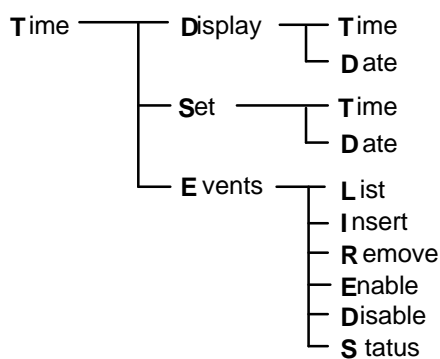 Time Display Time
Date
Set Time
Date
Events List
Insert
Remove
Enable
Disable
Status